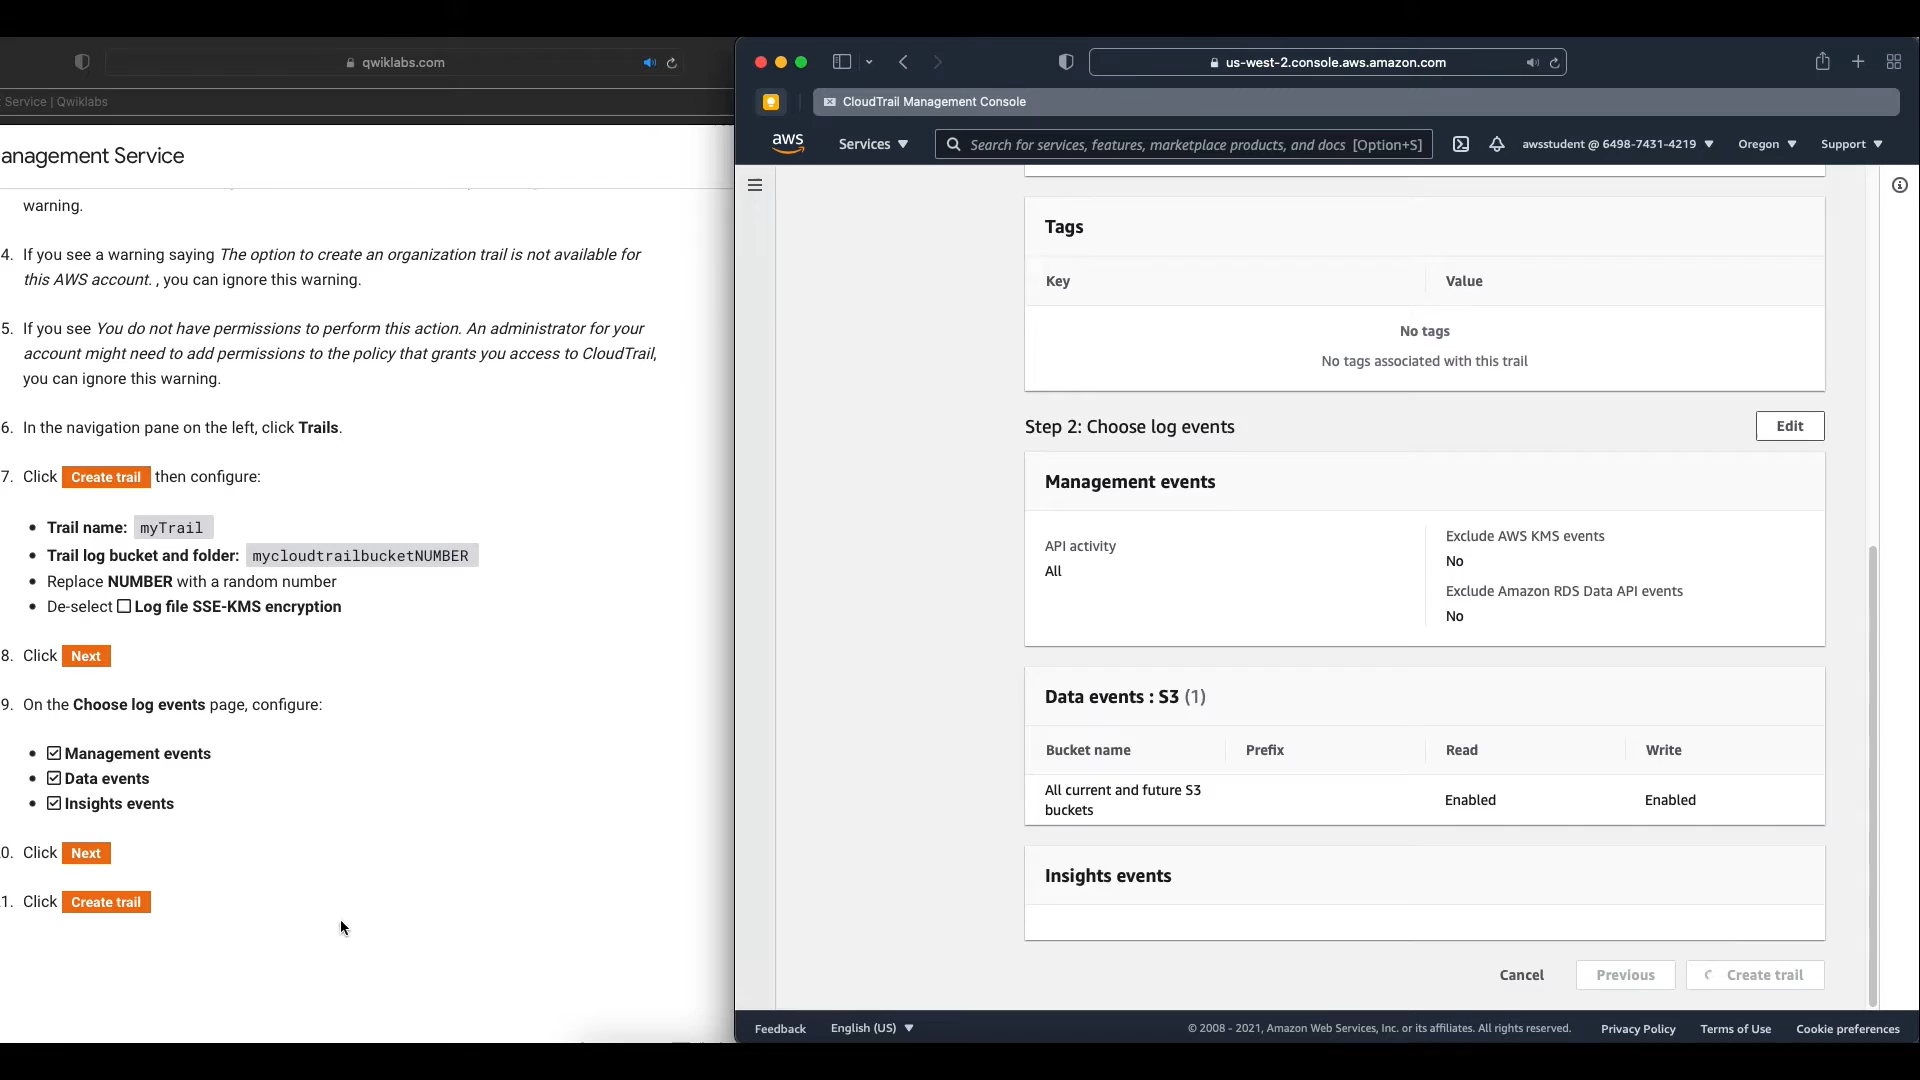 qwiklabs.com
Service | Qwiklabs
anagement Service
warning.
4. If you see a warning saying The option to create an organization trail is not available for
this AWS account. , you can ignore this warning.
5. If you see You do not have permissions to perform this action. An administrator for your
account might need to add permissions to the policy that grants you access to CloudTrail,
you can ignore this warning.
6. In the navigation pane on the left, click Trails.
7. Click Create trail then configure:
• Trail name: myTrail
• Trail log bucket and folder: mycloudtrailbucketNUMBER
• Replace NUMBER with a random number
• De-select Log file SSE-KMS encryption
8. Click Next
9. On the Choose log events page, configure:
• Management events
• Data events
• Insights events
0. Click Next
1. Click Create trail
us-west-2.console.aws.amazon.com
CloudTrail Management Console
aws Services Search for services, features, marketplace products, and docs [Option+S] awsstudent @ 6498-7431-4219 Oregon Support
Tags
Key Value
No tags
No tags associated with this trail
Step 2: Choose log events Edit
Management events
API activity
All
Exclude AWS KMS events
No
Exclude Amazon RDS Data API events
No
Data events : S3 (1)
Bucket name Prefix Read Write
All current and future S3
buckets
Enabled Enabled
Insights events
Cancel Previous Create trail
Feedback English (US) © 2008 - 2021, Amazon Web Services, Inc. or its affiliates. All rights reserved. Privacy Policy Terms of Use Cookie preferences